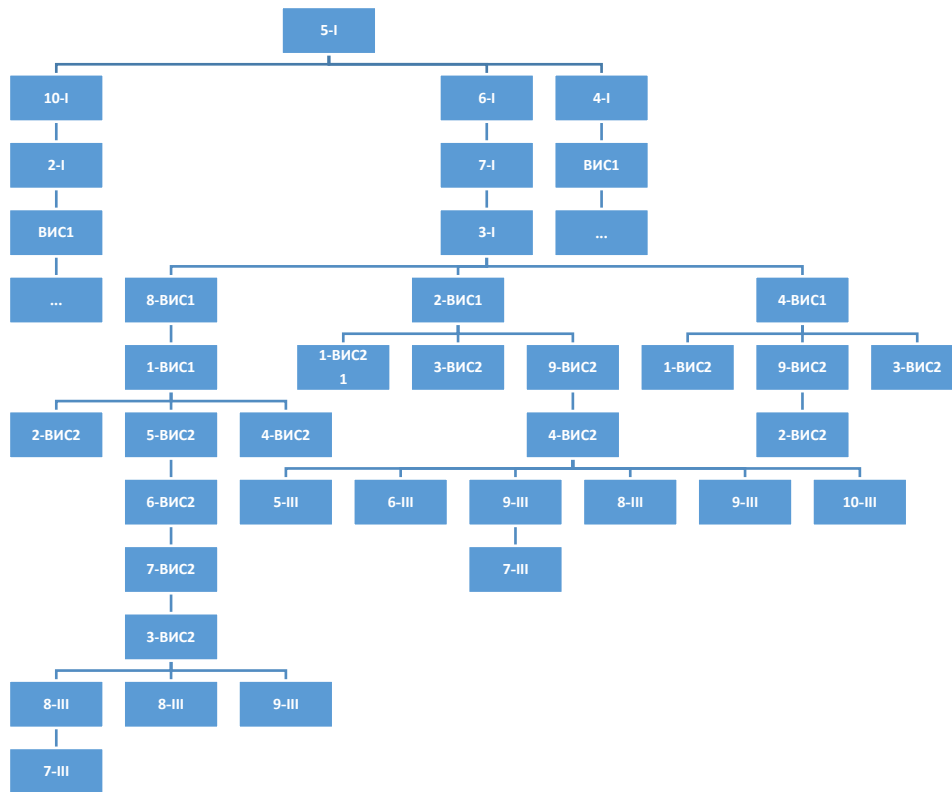 5-I
10-I
6-I
4-I
2-I
7-I
ВИС1
ВИС1
3-I
...
...
8-ВИС1
2-ВИС1
4-ВИС1
1-ВИС1
1-ВИС2
1
3-ВИС2
9-ВИС2
1-ВИС2
9-ВИС2
3-ВИС2
2-ВИС2
5-ВИС2
4-ВИС2
4-ВИС2
2-ВИС2
6-ВИС2
5-III
6-III
9-III
8-III
9-III
10-III
7-ВИС2
7-III
3-ВИС2
8-III
8-III
9-III
7-III